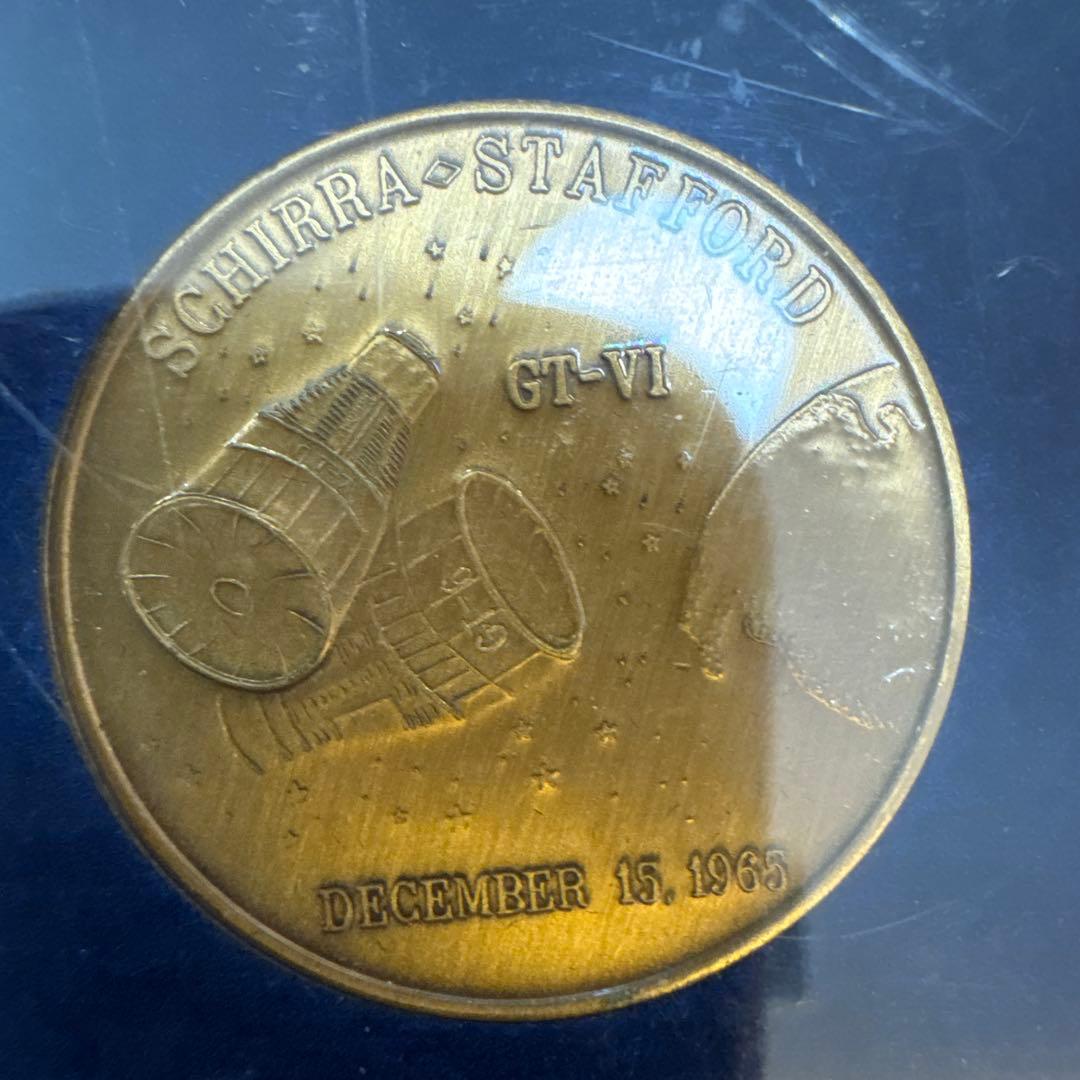 SCHIRRA ◇ STAFFORD
GT-VI
DECEMBER 15, 1965